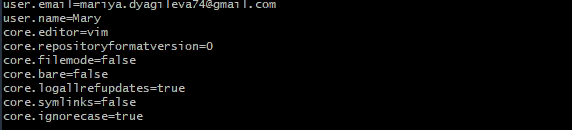 user.email=mariya.dyagileva74@gmail.com
user.name=Mary
core.editor=vim
core.repositoryformatversion=0
core.filemode=false
core.bare=false
core.logallrefupdates=true
core.symlinks=false
core.ignorecase=true